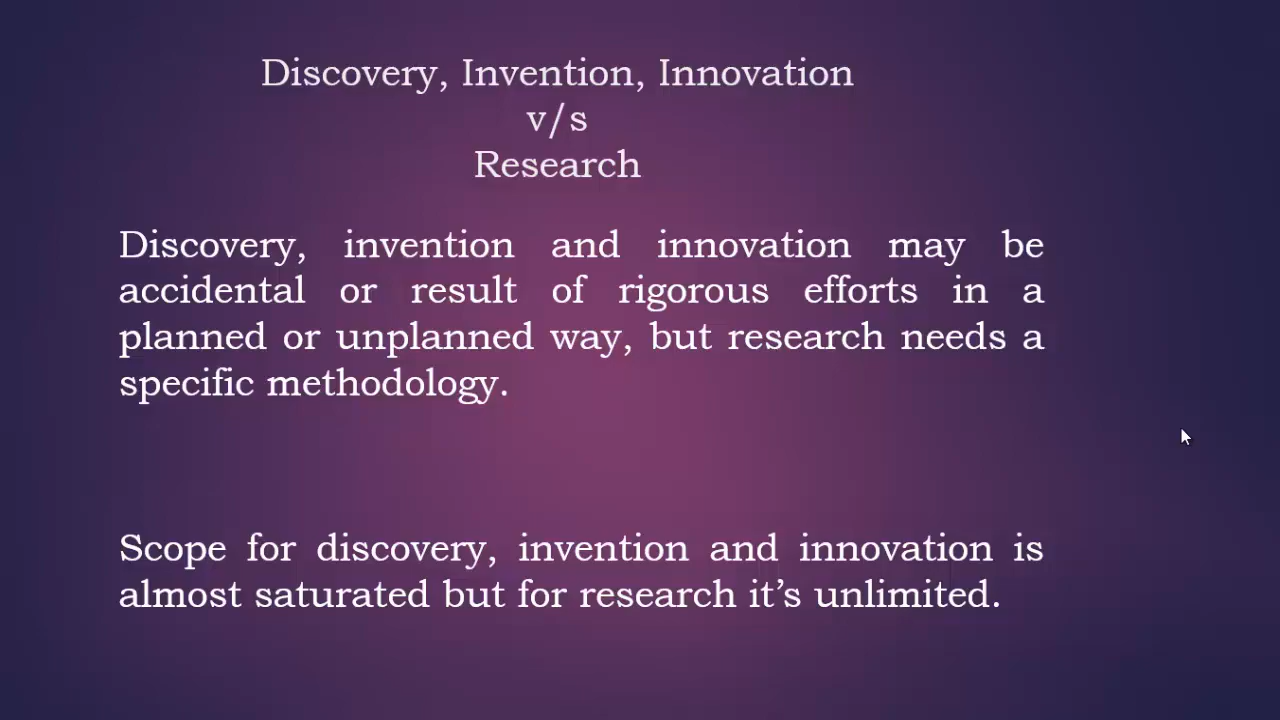 Discovery, Invention, Innovation
v/s
Research
Discovery, invention and innovation may be
accidental or result of rigorous efforts in a
planned or unplanned way, but research needs a
specific methodology.
Scope for discovery, invention and innovation is
almost saturated but for research it’s unlimited.